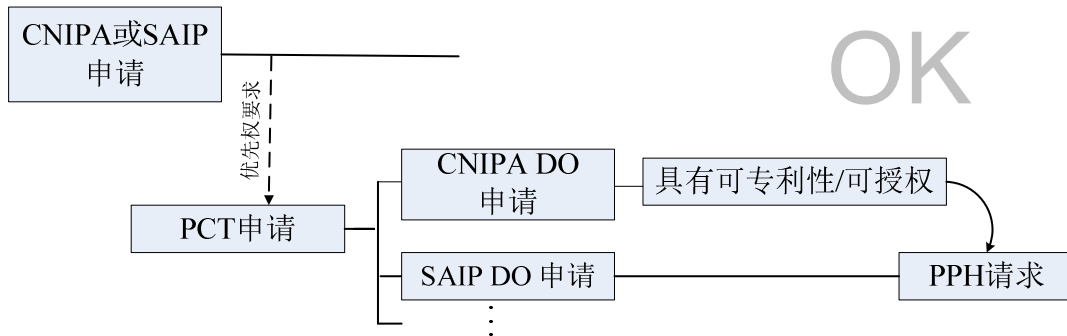 CNIPA或SAIP
申请
OK
优先权要求
CNIPA DO
申请
具有可专利性/可授权
PCT申请
SAIP DO 申请
PPH请求